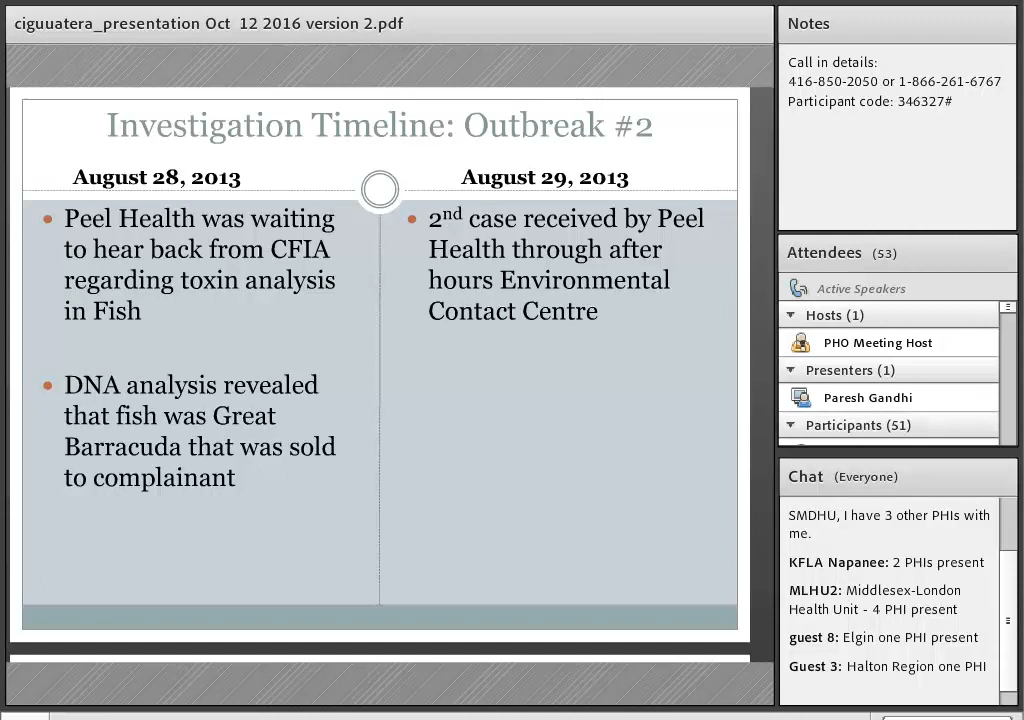 ciguuatera_presentation Oct 12 2016 version 2.pdf
Investigation Timeline: Outbreak #2
August 28, 2013
• Peel Health was waiting
to hear back from CFIA
regarding toxin analysis
in Fish
• DNA analysis revealed
that fish was Great
Barracuda that was sold
to complainant
August 29, 2013
• 2nd case received by Peel
Health through after
hours Environmental
Contact Centre
Notes
Call in details:
416-850-2050 or 1-866-261-6767
Participant code: 346327#
Attendees (53)
Active Speakers
Hosts (1)
PHO Meeting Host
Presenters (1)
Paresh Gandhi
Participants (51)
Chat (Everyone)
SMDHU, I have 3 other PHIs with
me.
KFLA Napanee: 2 PHIs present
MLHU2: Middlesex-London
Health Unit - 4 PHI present
guest 8: Elgin one PHI present
Guest 3: Halton Region one PHI